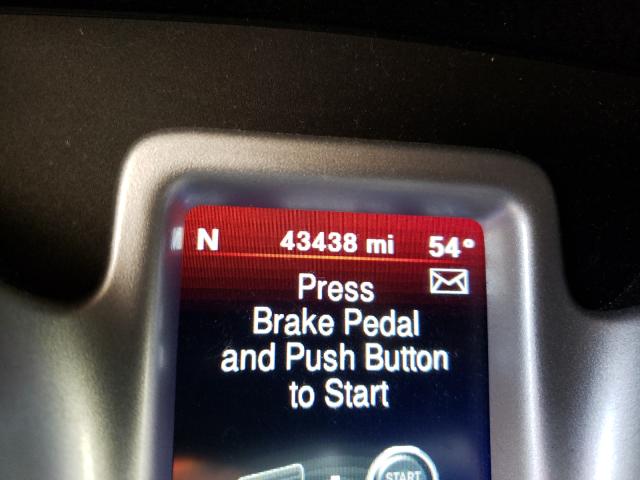 N 43438 mi 54°
Press
Brake Pedal
and Push Button
to Start
START